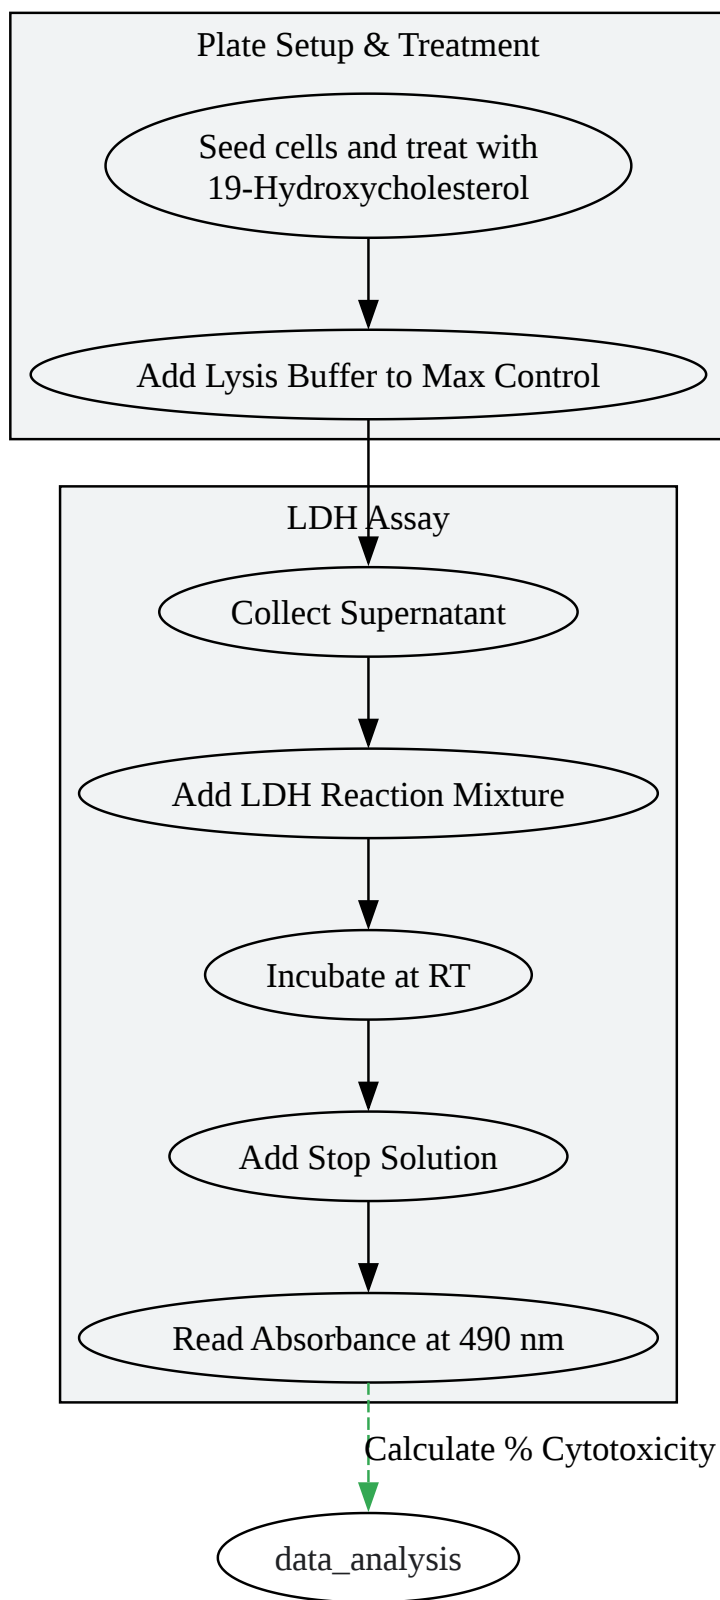 Plate Setup & Treatment
Seed cells and treat with
19-Hydroxycholesterol
Add Lysis Buffer to Max Control
LDH Assay
Collect Supernatant
Add LDH Reaction Mixture
Incubate at RT
Add Stop Solution
Read Absorbance at 490 nm
Calculate % Cytotoxicity
data_analysis